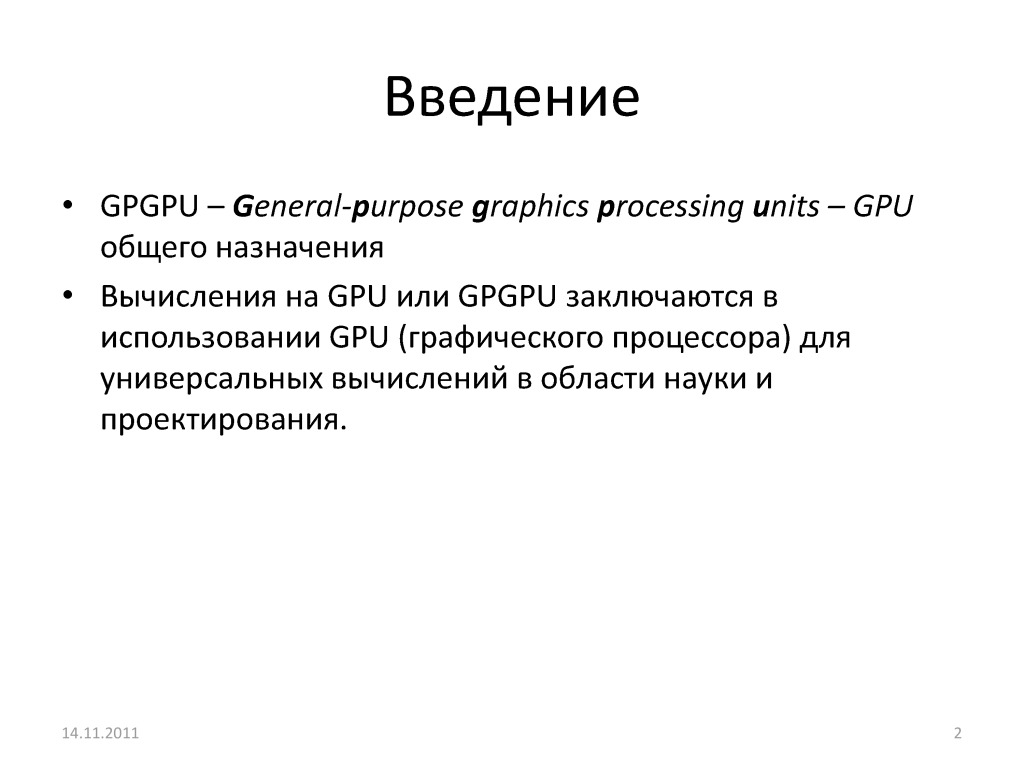 Введение
• GPGPU – General-purpose graphics processing units – GPU
общего назначения
• Вычисления на GPU или GPGPU заключаются в
использовании GPU (графического процессора) для
универсальных вычислений в области науки и
проектирования.
14.11.2011
2